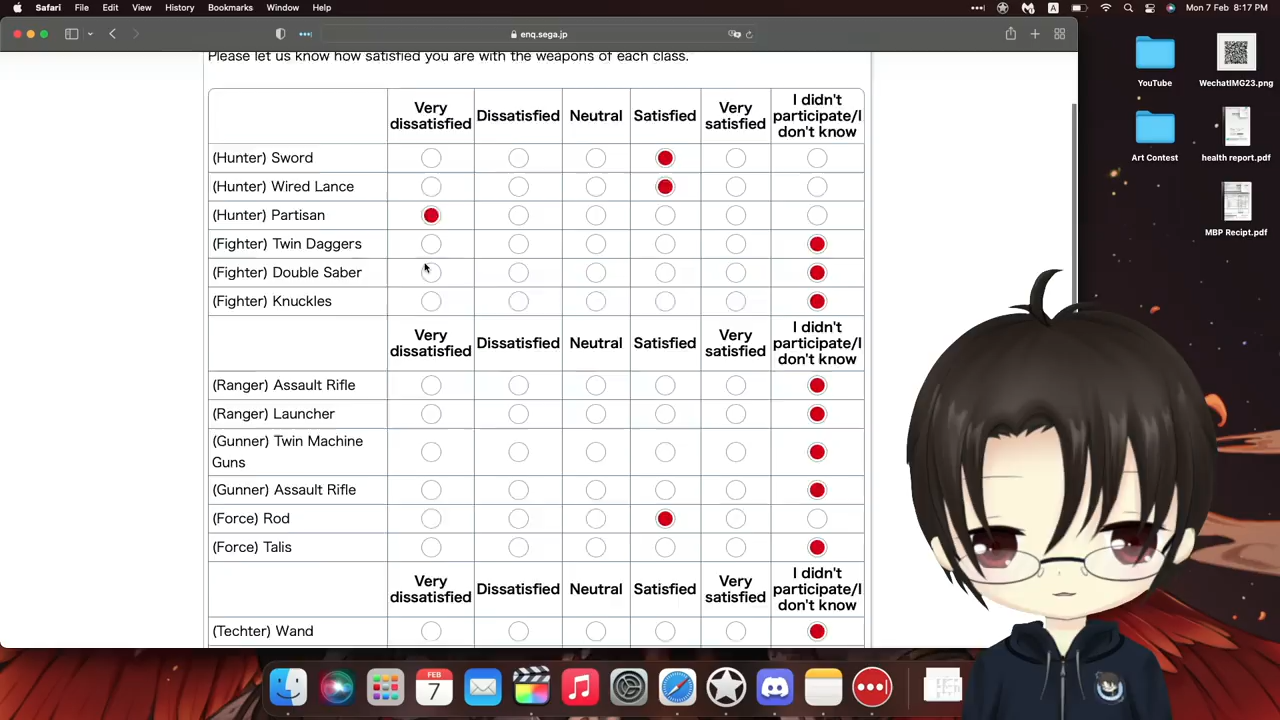 Safari File Edit View History Bookmarks Window Help
A
Mon 7 Feb 8:17 PM
enq.sega.jp
Please let us know how satisfied you are with the weapons of each class.
Very dissatisfied
Dissatisfied
Neutral
Satisfied
Very satisfied
I didn't participate/I don't know
(Hunter) Sword
(Hunter) Wired Lance
(Hunter) Partisan
(Fighter) Twin Daggers
(Fighter) Double Saber
(Fighter) Knuckles
Very dissatisfied
Dissatisfied
Neutral
Satisfied
Very satisfied
I didn't participate/I don't know
(Ranger) Assault Rifle
(Ranger) Launcher
(Gunner) Twin Machine
Guns
(Gunner) Assault Rifle
(Force) Rod
(Force) Talis
Very dissatisfied
Dissatisfied
Neutral
Satisfied
Very satisfied
I didn't participate/I don't know
(Techter) Wand
YouTube
WechatIMG23.png
Art Contest
health report.pdf
MBP Recipt.pdf
FEB
7